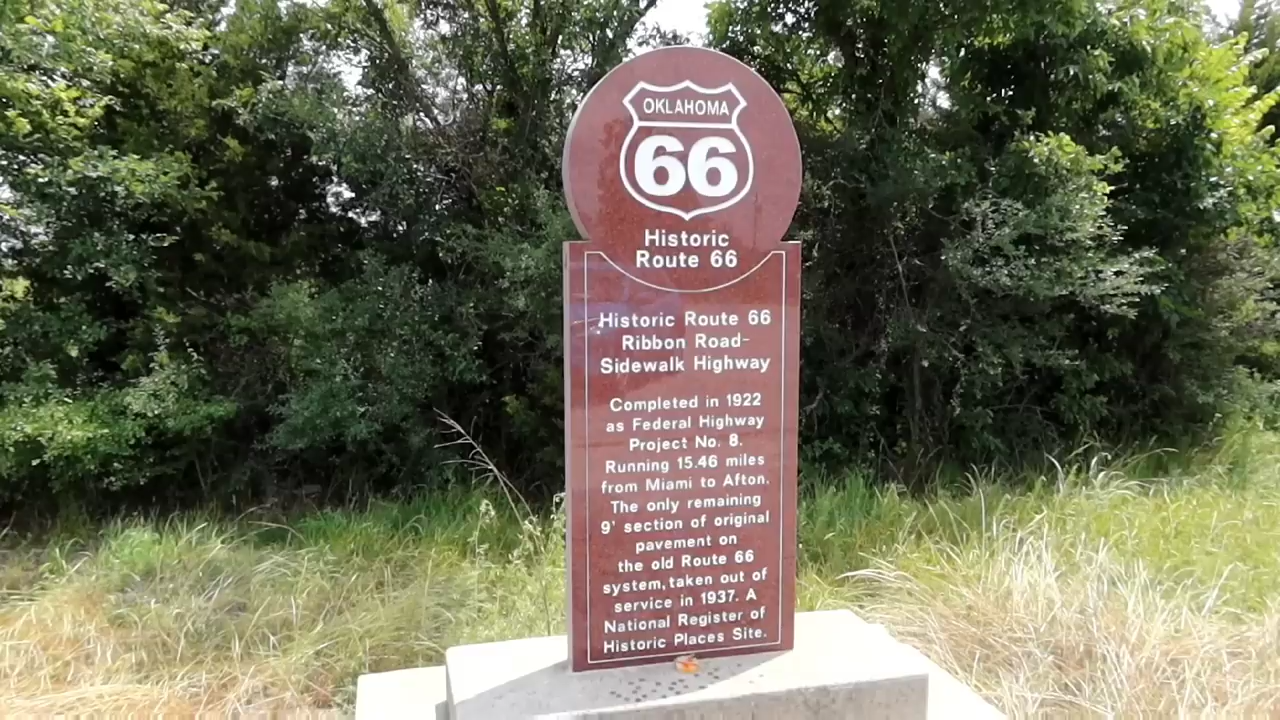 OKLAHOMA
66
Historic
Route 66
Historic Route 66
Ribbon Road-
Sidewalk Highway
Completed in 1922
as Federal Highway
Project No. 8.
Running 15.46 miles
from Miami to Afton.
The only remaining
9' section of original
pavement on
the old Route 66
system, taken out of
service in 1937. A
National Register of
Historic Places Site.